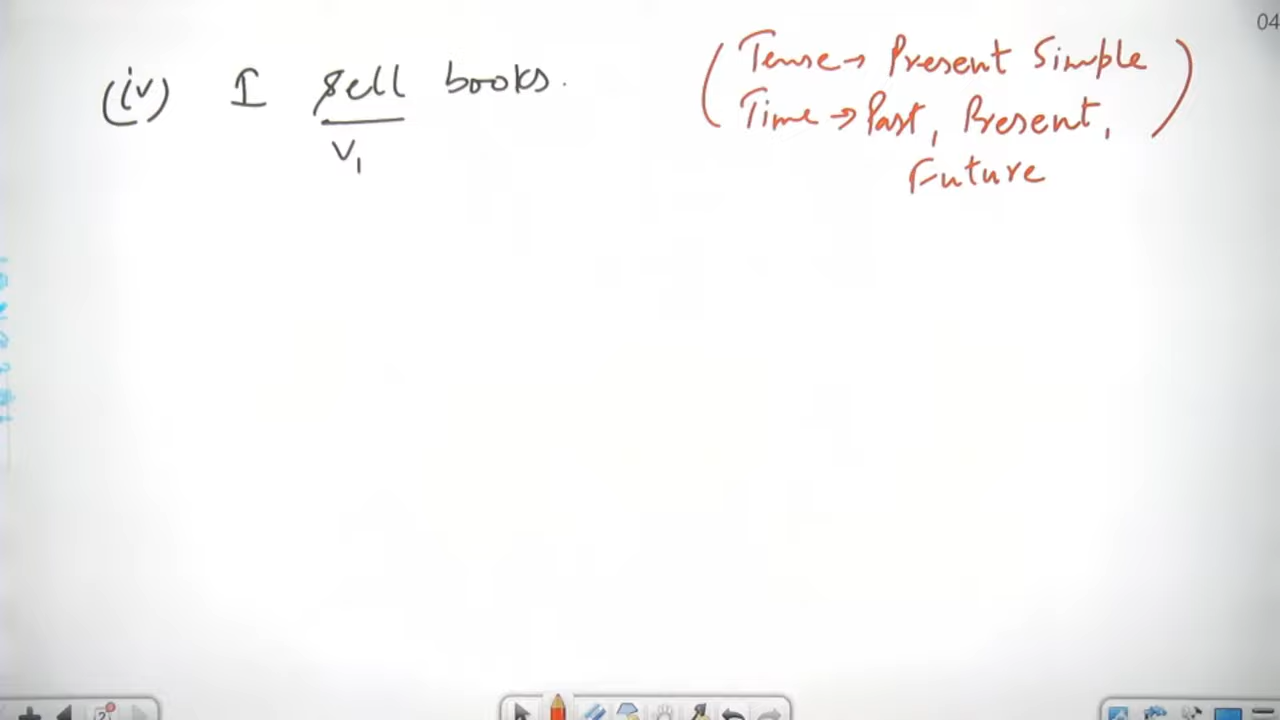 04
(iv) I sell books.
V1
(Tense → Present Simple
Time → Past, Present,)
Future